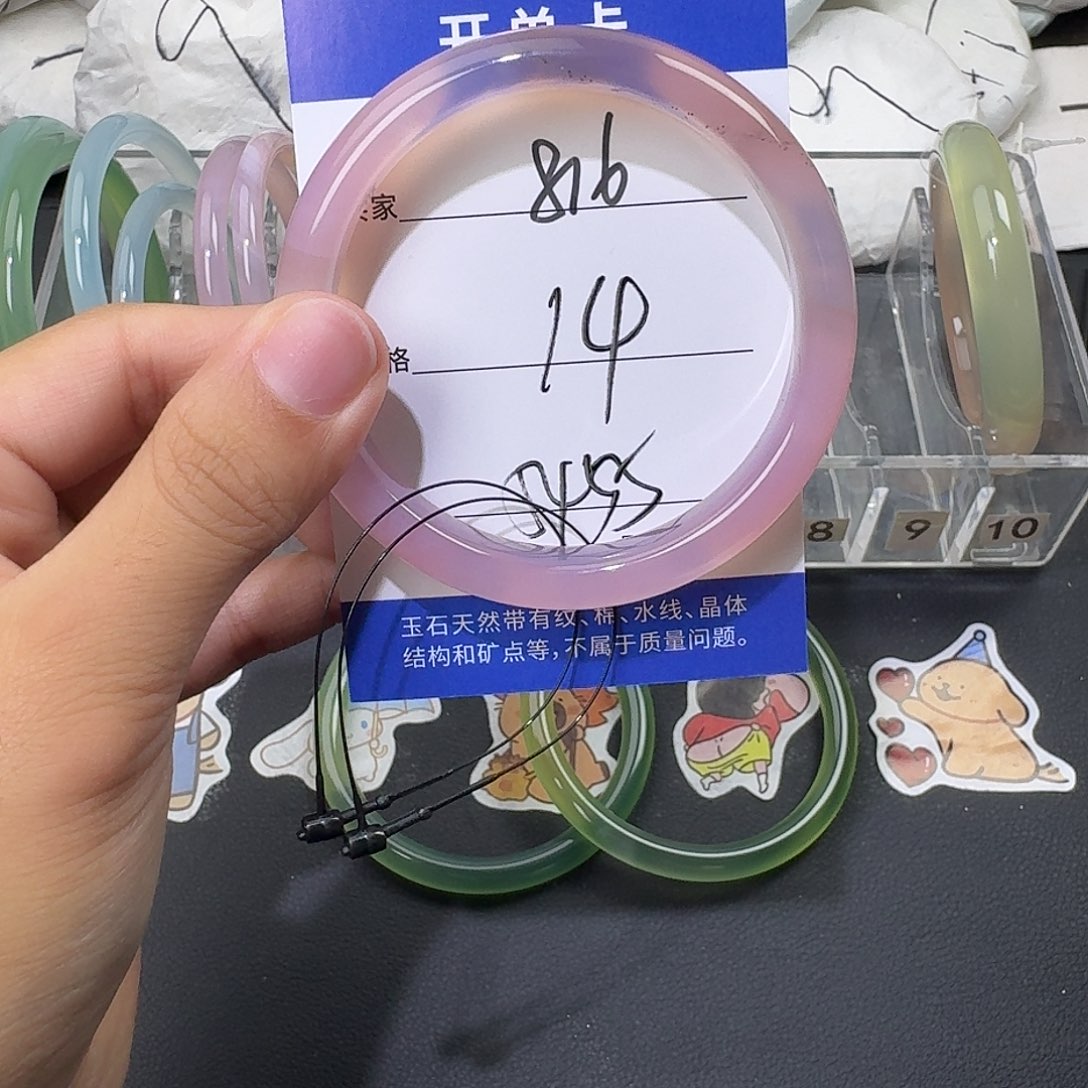 开单卡
家 816
格 14
玉石天然带有纹、棉、水线、晶体
结构和矿点等，不属于质量问题。
8 9 10